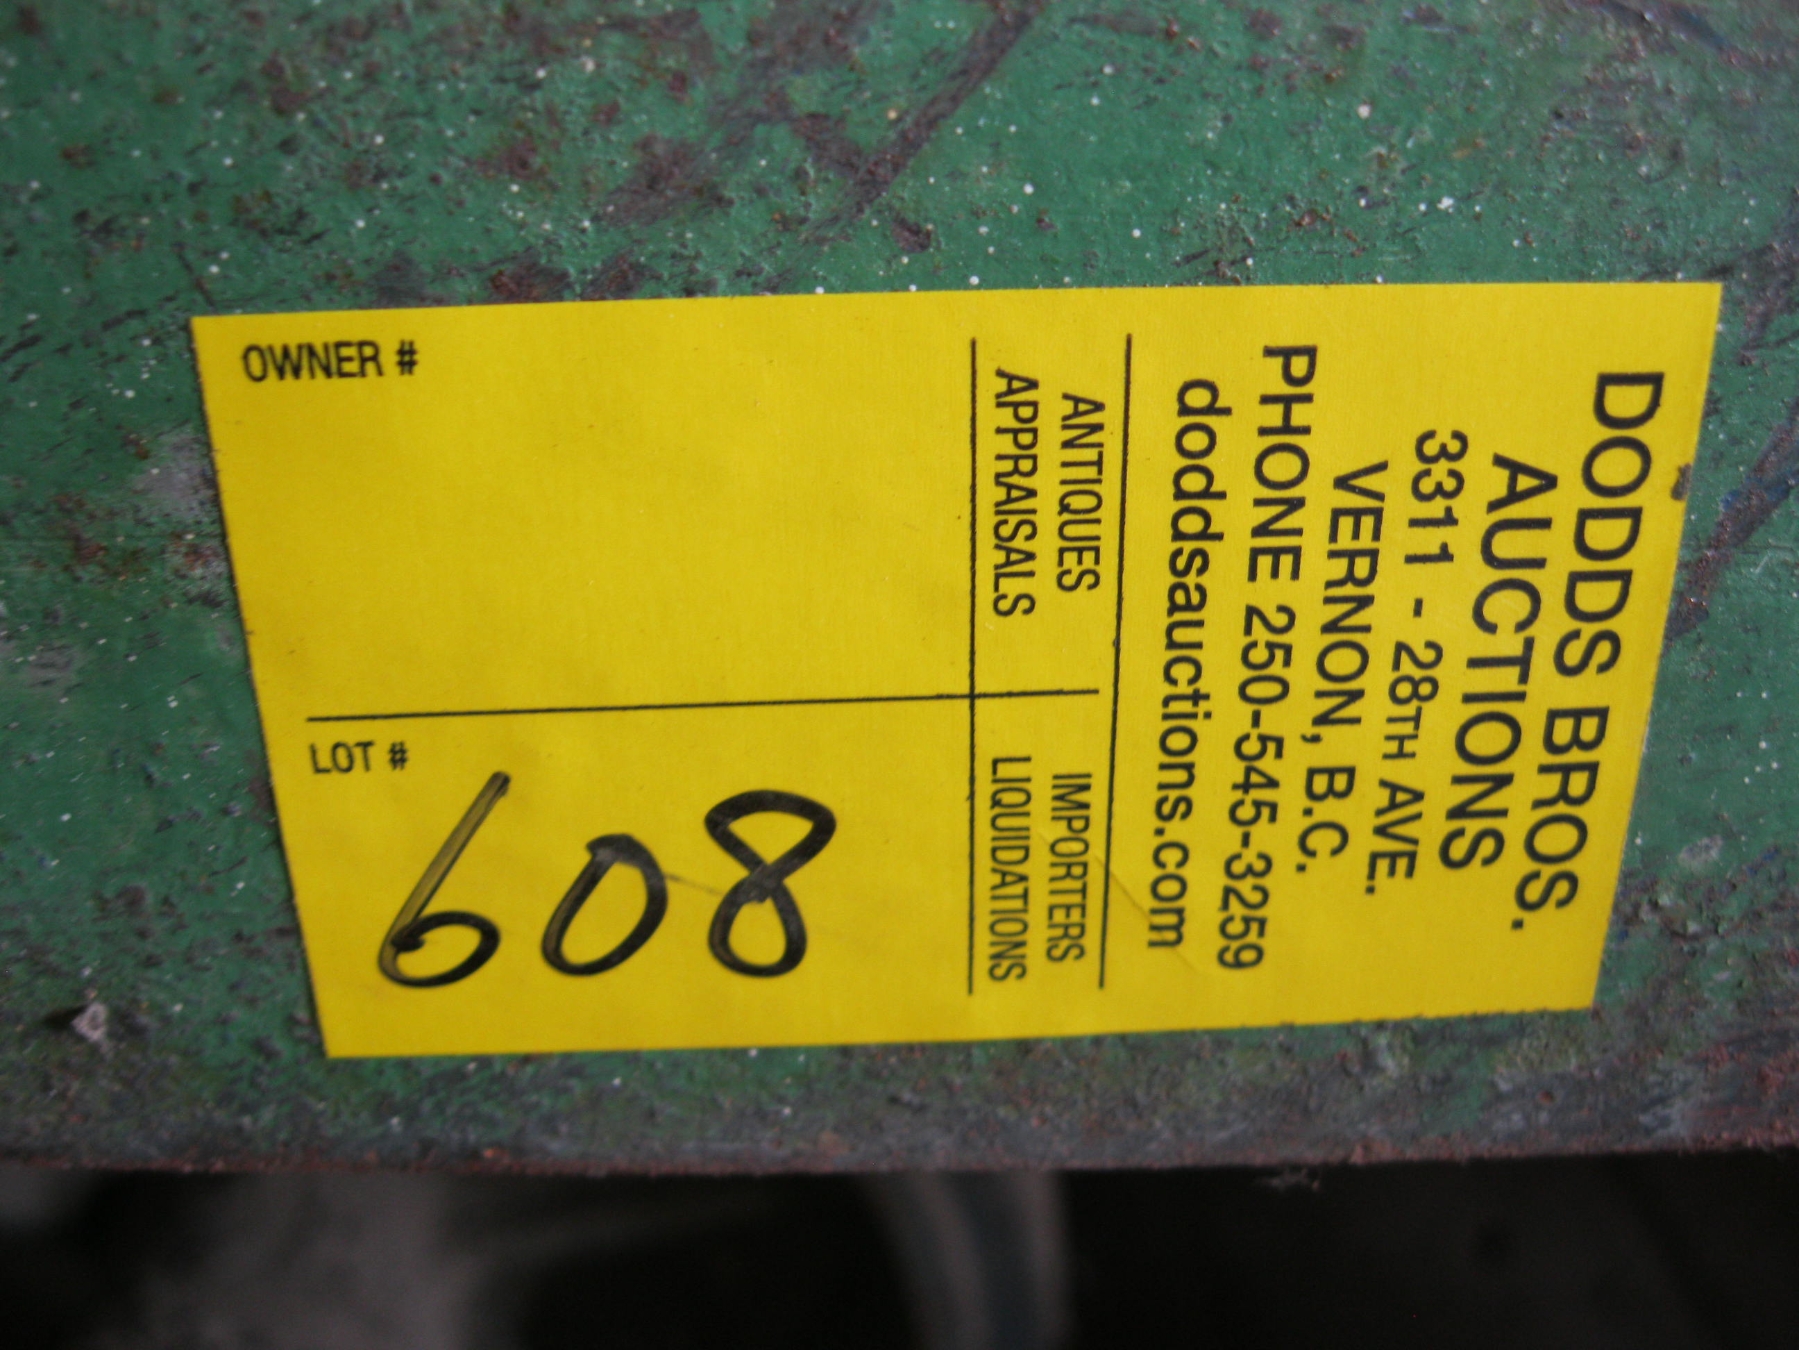 DODDS BROS.
AUCTIONS
3311 - 28TH AVE.
VERNON, B.C.
PHONE 250-545-3259
doddsauctions.com
ANTIQUES
APPRAISALS
IMPORTERS
LIQUIDATIONS
OWNER #
LOT #
608